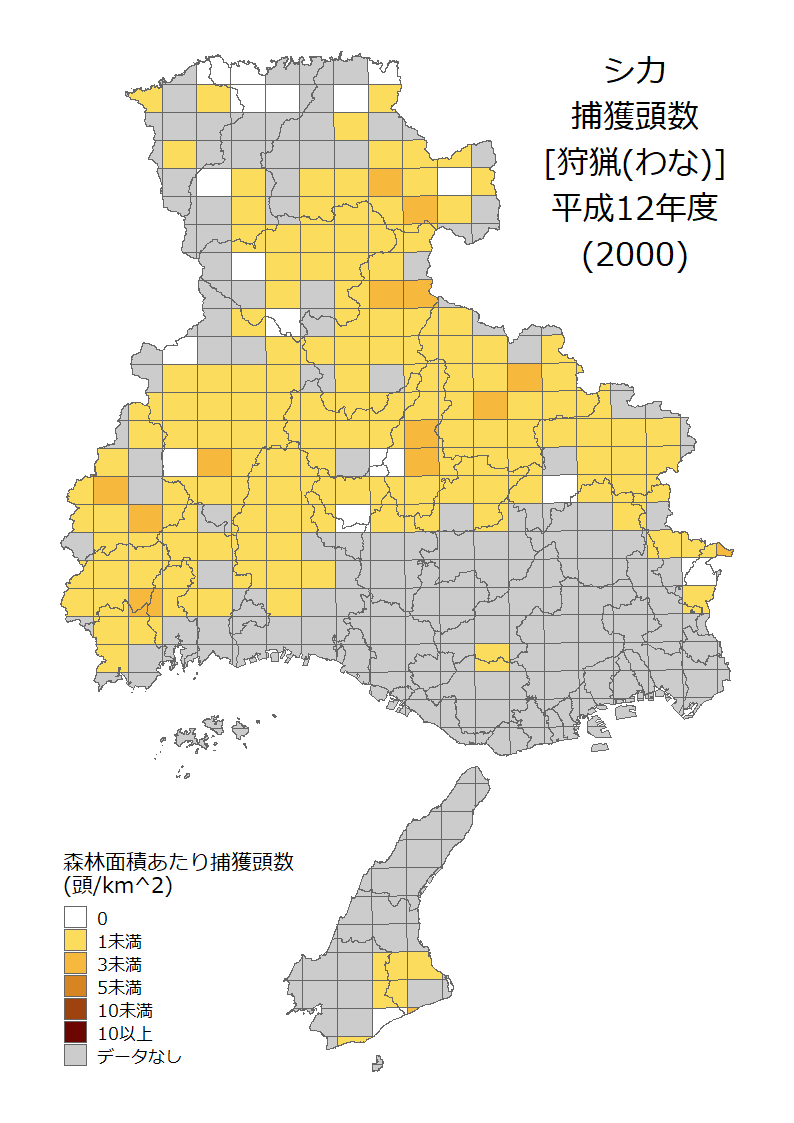 シカ
捕獲頭数
[狩猟(わな)]
平成12年度
(2000)
森林面積あたり捕獲頭数
(頭/km^2)
0
1未満
3未満
5未満
10未満
10以上
データなし